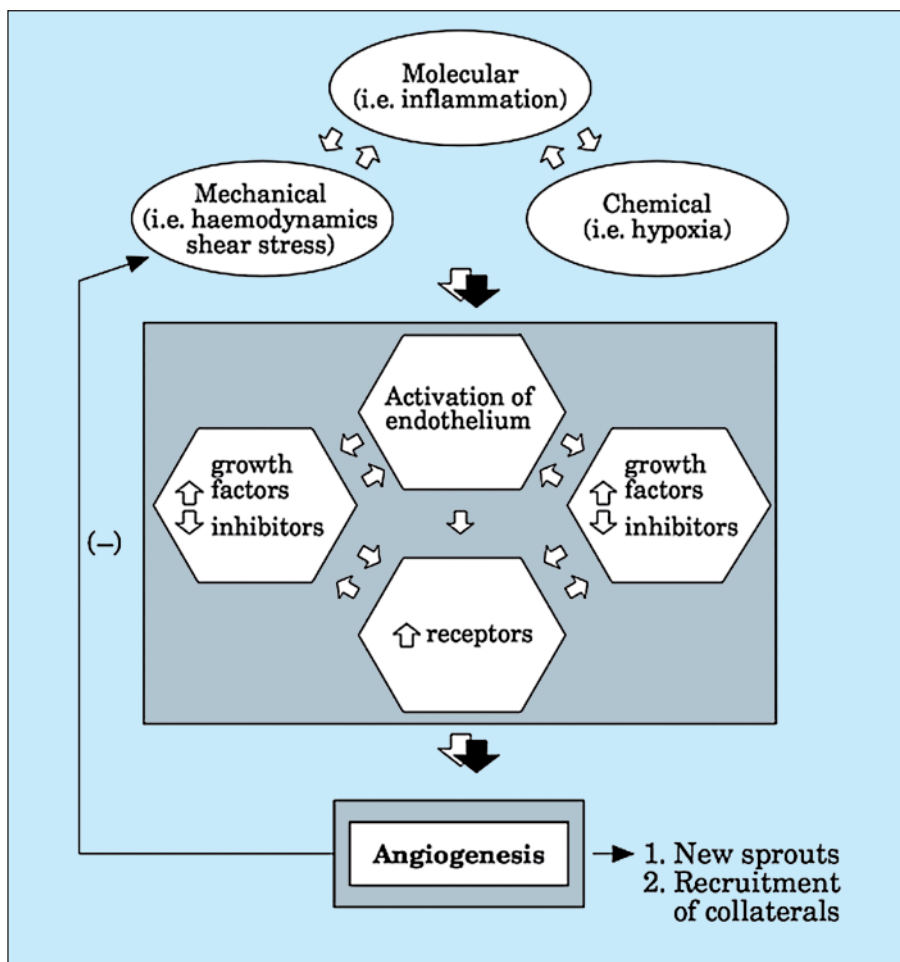 Molecular
(i.e. inflammation)
Mechanical
(i.e. haemodynamics
shear stress)
Chemical
(i.e. hypoxia)
Activation of
endothelium
growth
factors
inhibitors
growth
factors
inhibitors
(–)
receptors
Angiogenesis
1. New sprouts
2. Recruitment
of collaterals